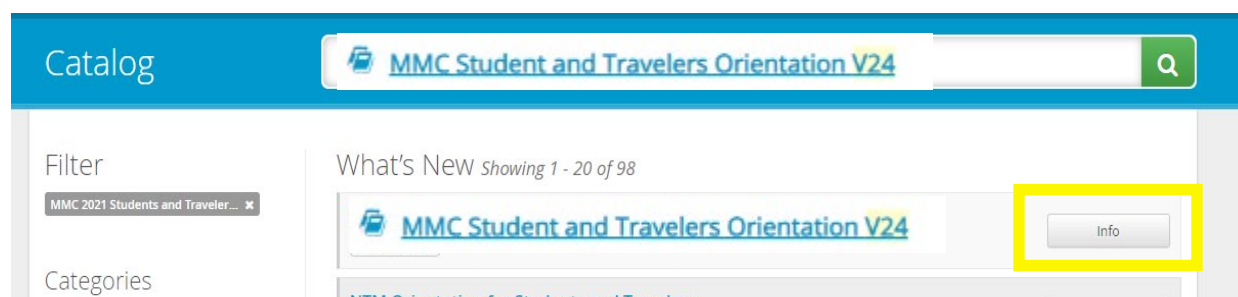 Catalog
MMC Student and Travelers Orientation V24
Filter
What's New Showing 1 - 20 of 98
MMC 2021 Students and Traveler... ×
MMC Student and Travelers Orientation V24
Info
Categories